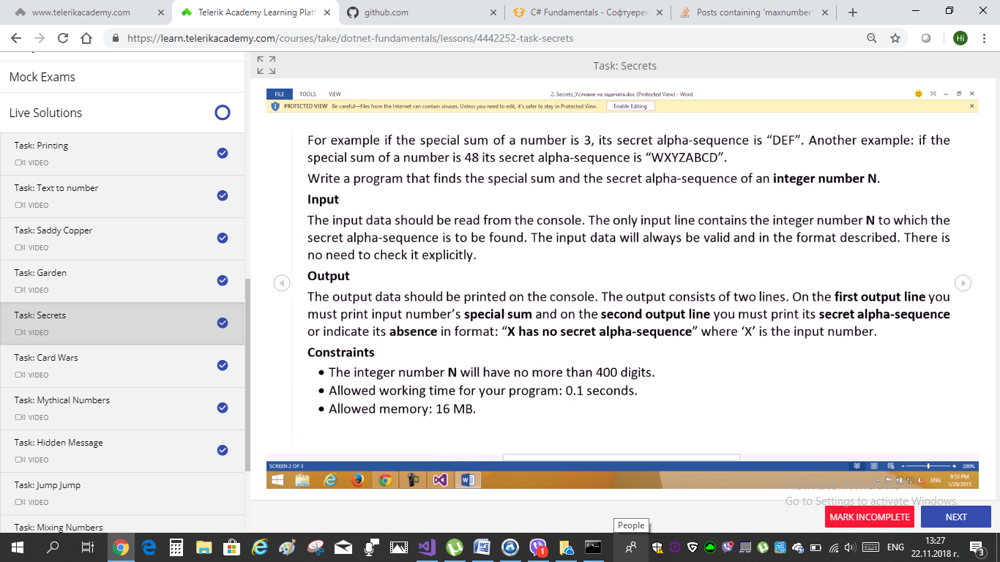 www.telerikacademy.com
Telerik Academy Learning Platf
github.com
C# Fundamentals - Софтуерен
Posts containing 'maxnumber'
https://learn.telerikacademy.com/courses/take/dotnet-fundamentals/lessons/4442252-task-secrets
Hi
Mock Exams
Live Solutions
Task: Printing
VIDEO
Task: Text to number
VIDEO
Task: Saddy Copper
VIDEO
Task: Garden
VIDEO
Task: Secrets
VIDEO
Task: Card Wars
VIDEO
Task: Mythical Numbers
VIDEO
Task: Hidden Message
VIDEO
Task: Jump Jump
VIDEO
Task: Mixing Numbers
Task: Secrets
FILE TOOLS VIEW
2. Secrets_Условие на задачата.doc (Protected View) - Word
PROTECTED VIEW Be careful—files from the Internet can contain viruses. Unless you need to edit, it's safer to stay in Protected View. Enable Editing
For example if the special sum of a number is 3, its secret alpha-sequence is “DEF”. Another example: if the
special sum of a number is 48 its secret alpha-sequence is “WXYZABCD”.
Write a program that finds the special sum and the secret alpha-sequence of an integer number N.
Input
The input data should be read from the console. The only input line contains the integer number N to which the
secret alpha-sequence is to be found. The input data will always be valid and in the format described. There is
no need to check it explicitly.
Output
The output data should be printed on the console. The output consists of two lines. On the first output line you
must print input number’s special sum and on the second output line you must print its secret alpha-sequence
or indicate its absence in format: “X has no secret alpha-sequence” where ‘X’ is the input number.
Constraints
• The integer number N will have no more than 400 digits.
• Allowed working time for your program: 0.1 seconds.
• Allowed memory: 16 MB.
SCREEN 2 OF 3
200%
ENG
9:53 PM
1/29/2015
Activate Windows
Go to Settings to activate Windows.
MARK INCOMPLETE
NEXT
People
1
ENG
13:27
22.11.2018 г.
3